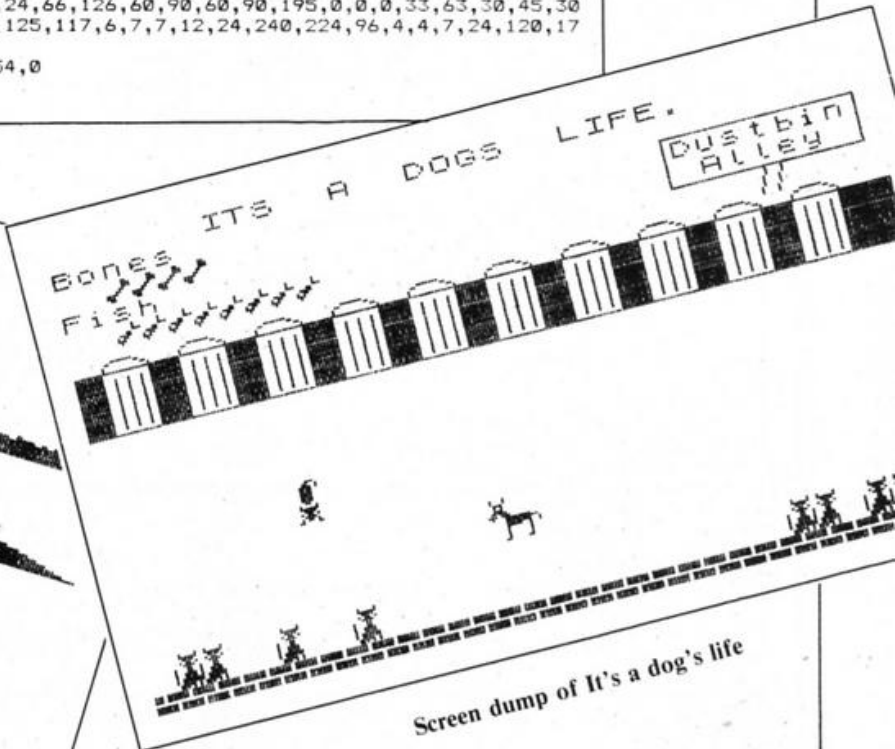 ,24,66,126,60,90,60,90,195,0,0,0,33,63,30,45,30
,125,117,6,7,7,12,24,240,224,96,4,4,7,24,120,17
54,0
ITS A DOGS LIFE.
Dustbin
Alley
Bones
Fish
Screen dump of It's a dog's life